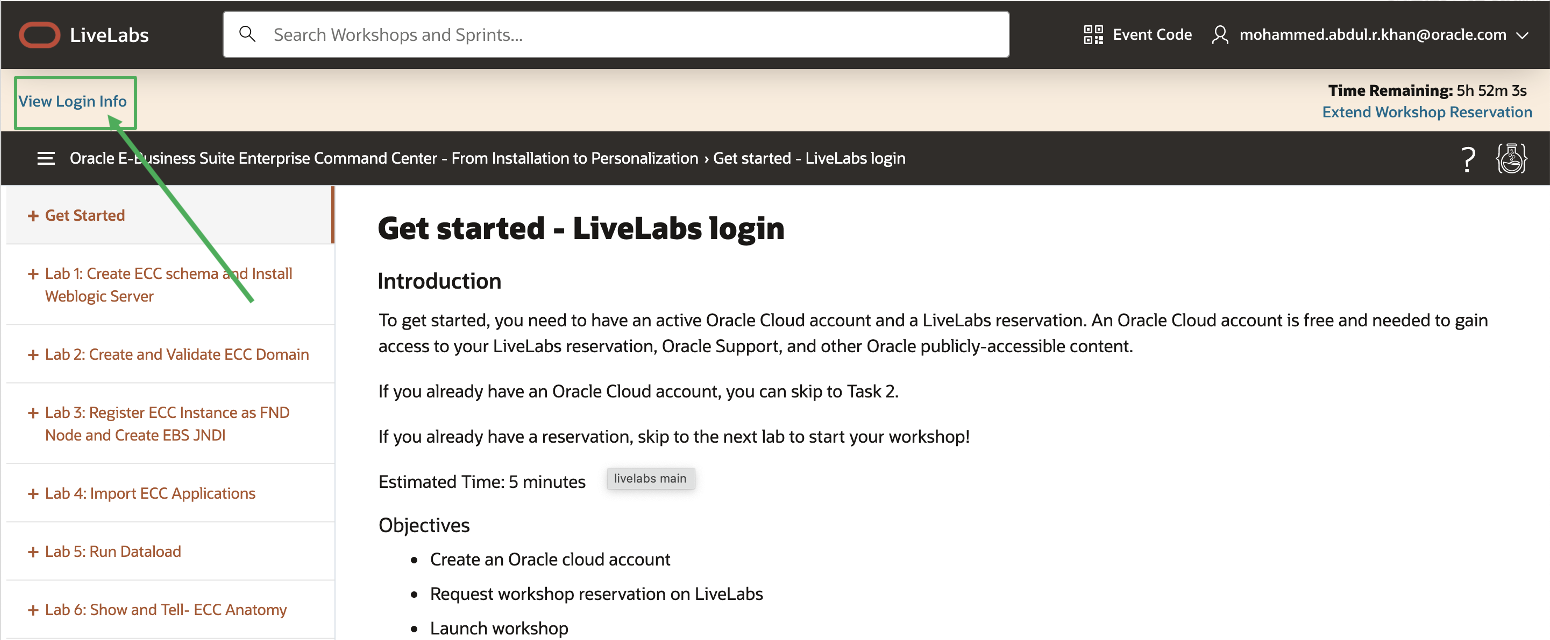 LiveLabs
Search Workshops and Sprints...
Event Code
mohammed.abdul.r.khan@oracle.com
View Login Info
Time Remaining: 5h 52m 3s
Extend Workshop Reservation
Oracle E-Business Suite Enterprise Command Center - From Installation to Personalization › Get started - LiveLabs login
?
+ Get Started
+ Lab 1: Create ECC schema and Install
Weblogic Server
+ Lab 2: Create and Validate ECC Domain
+ Lab 3: Register ECC Instance as FND
Node and Create EBS JNDI
+ Lab 4: Import ECC Applications
+ Lab 5: Run Dataload
+ Lab 6: Show and Tell- ECC Anatomy
Get started - LiveLabs login
Introduction
To get started, you need to have an active Oracle Cloud account and a LiveLabs reservation. An Oracle Cloud account is free and needed to gain
access to your LiveLabs reservation, Oracle Support, and other Oracle publicly-accessible content.
If you already have an Oracle Cloud account, you can skip to Task 2.
If you already have a reservation, skip to the next lab to start your workshop!
Estimated Time: 5 minutes
livelabs main
Objectives
• Create an Oracle cloud account
• Request workshop reservation on LiveLabs
• Launch workshop